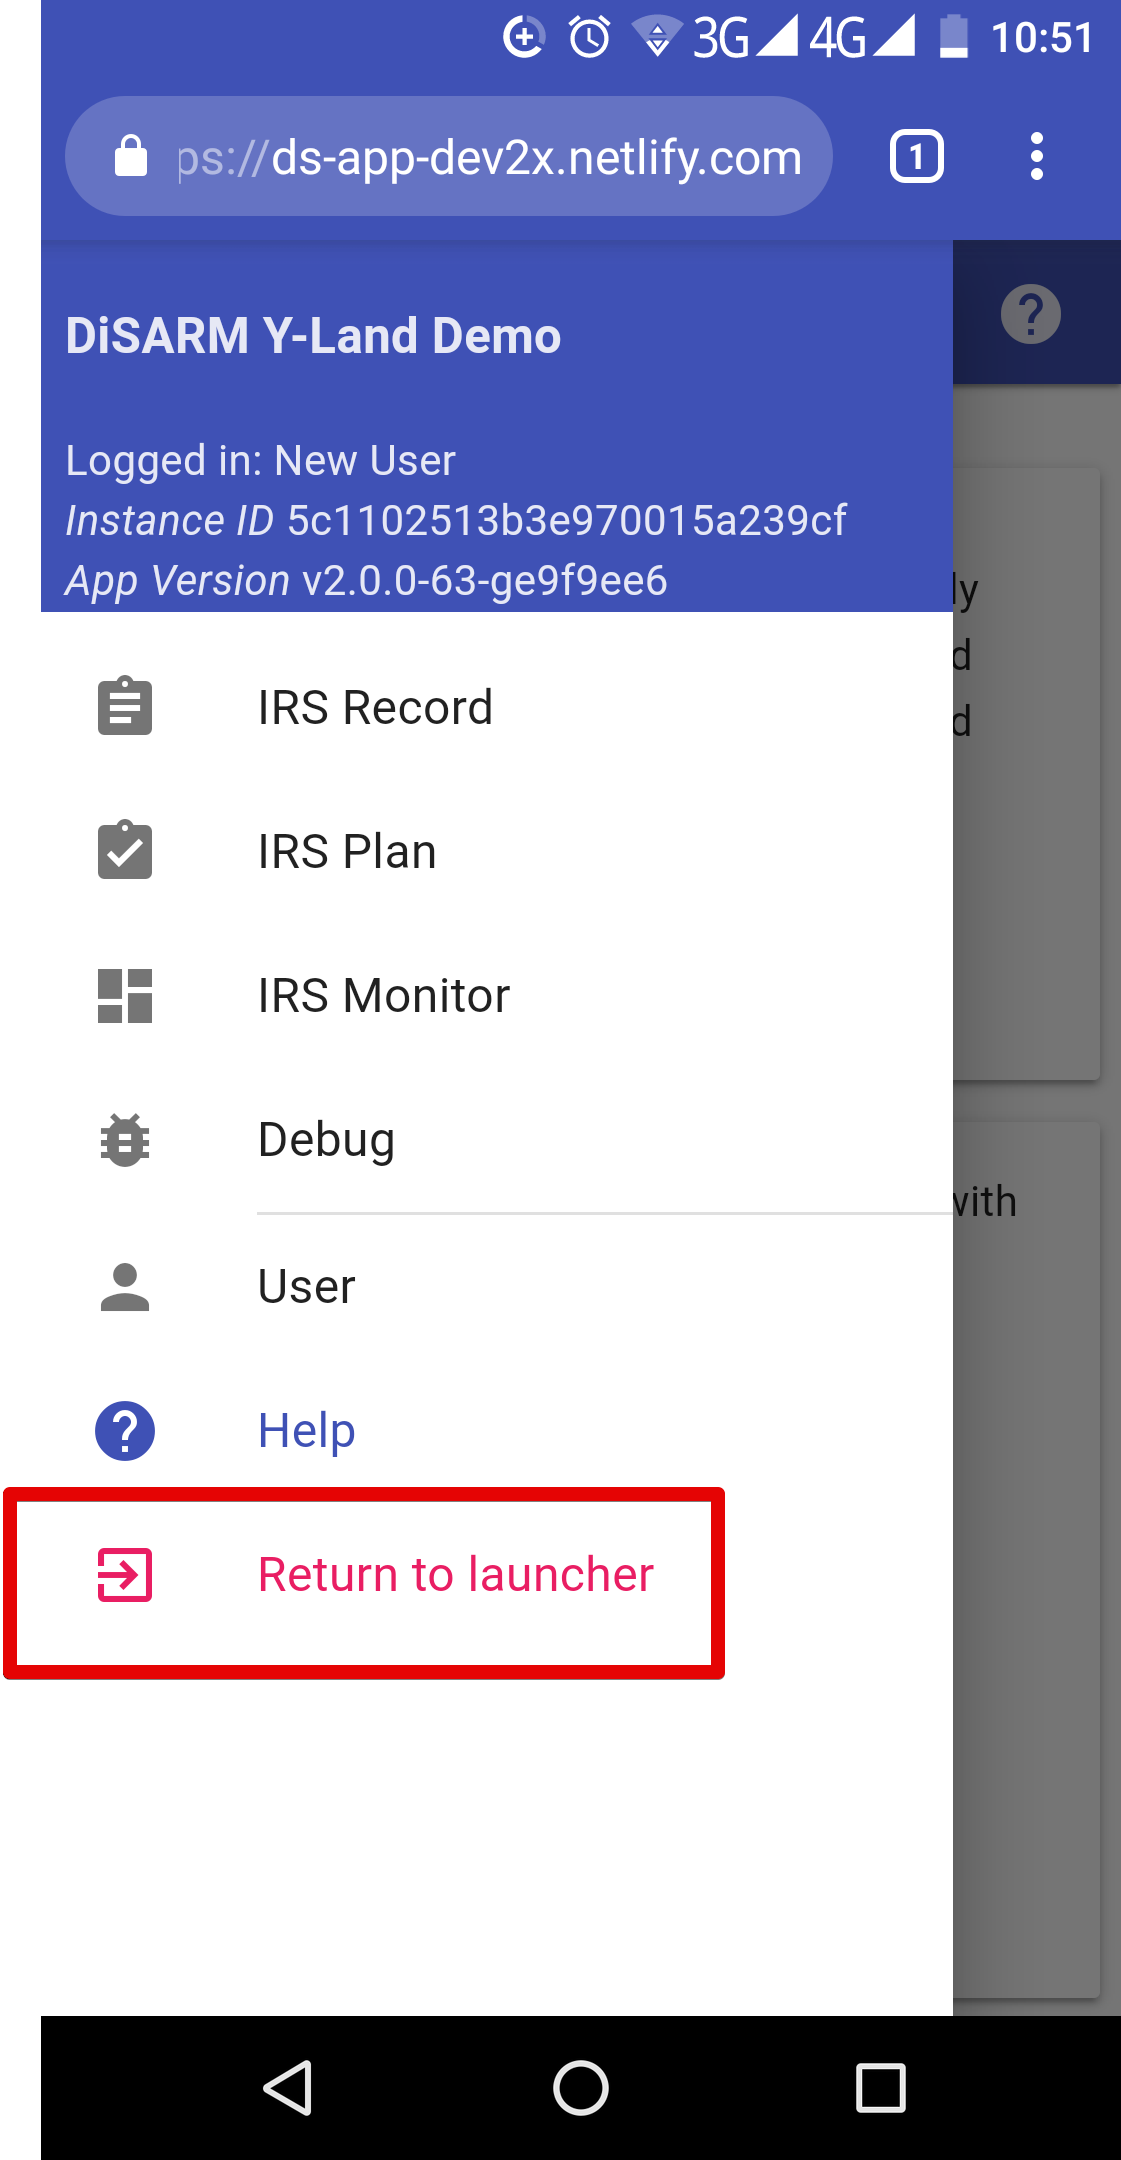 3G 4G 10:51
ps://ds-app-dev2x.netlify.com 1
DiSARM Y-Land Demo
Logged in: New User
Instance ID 5c1102513b3e970015a239cf
App Version v2.0.0-63-ge9f9ee6
ly
d
d
IRS Record
IRS Plan
IRS Monitor
Debug
with
User
Help
Return to launcher